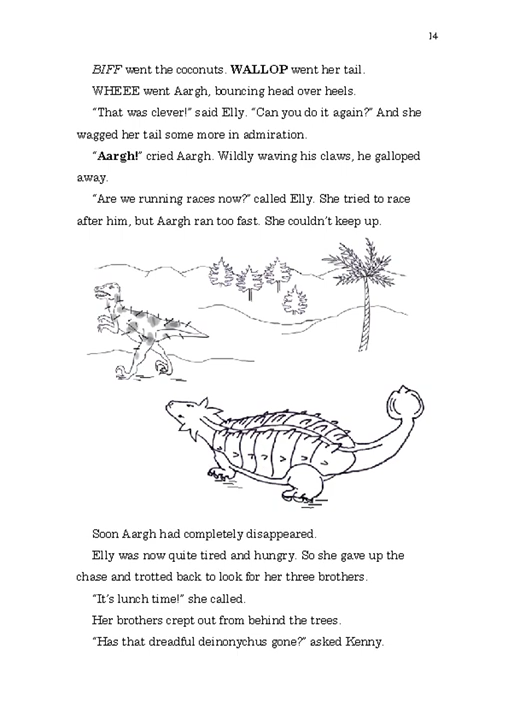 14
BIFF went the coconuts. WALLOP went her tail.
WHEEE went Aargh, bouncing head over heels.
“That was clever!” said Elly. “Can you do it again?” And she
wagged her tail some more in admiration.
“Aargh!” cried Aargh. Wildly waving his claws, he galloped
away.
“Are we running races now?” called Elly. She tried to race
after him, but Aargh ran too fast. She couldn’t keep up.
Soon Aargh had completely disappeared.
Elly was now quite tired and hungry. So she gave up the
chase and trotted back to look for her three brothers.
“It’s lunch time!” she called.
Her brothers crept out from behind the trees.
“Has that dreadful deinonychus gone?” asked Kenny.